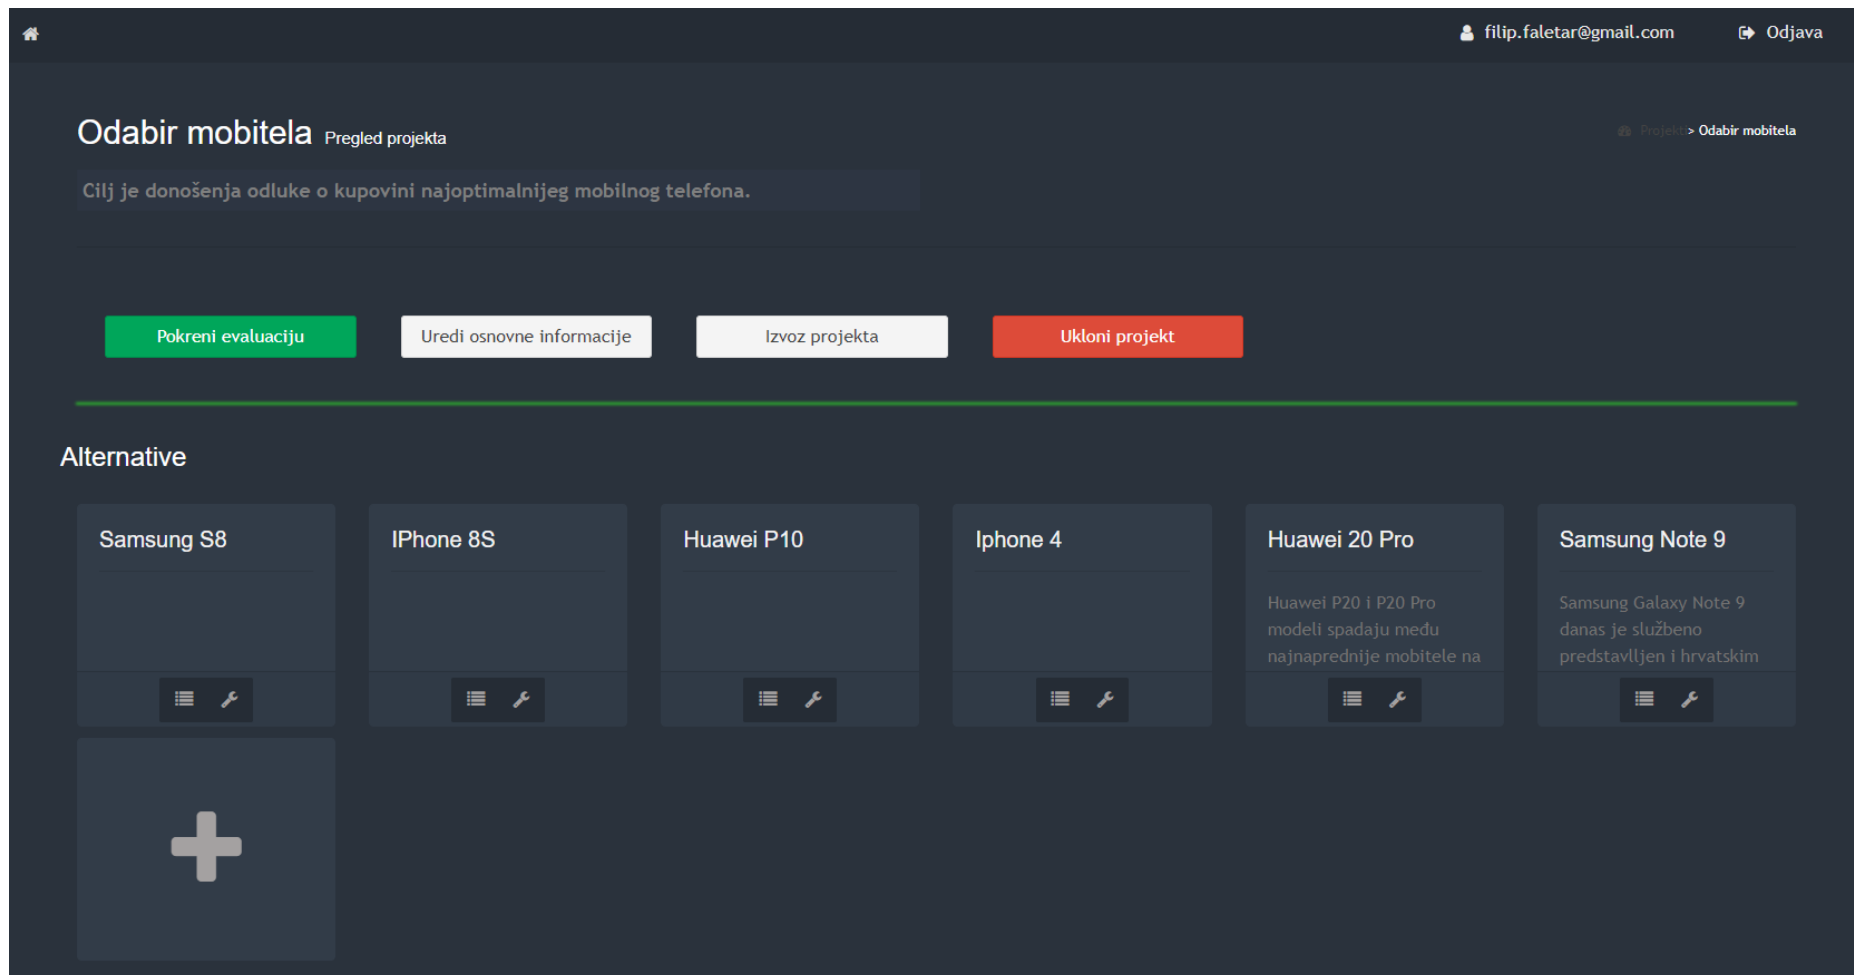 filip.faletar@gmail.com
Odjava
Odabir mobitela Pregled projekta
Projekti > Odabir mobitela
Cilj je donošenja odluke o kupovini najoptimalnijeg mobilnog telefona.
Pokreni evaluaciju
Uredi osnovne informacije
Izvoz projekta
Ukloni projekt
Alternative
Samsung S8
IPhone 8S
Huawei P10
Iphone 4
Huawei 20 Pro
Huawei P20 i P20 Pro
modeli spadaju među
najnaprednije mobitele na
Samsung Note 9
Samsung Galaxy Note 9
danas je službeno
predstavlljen i hrvatskim